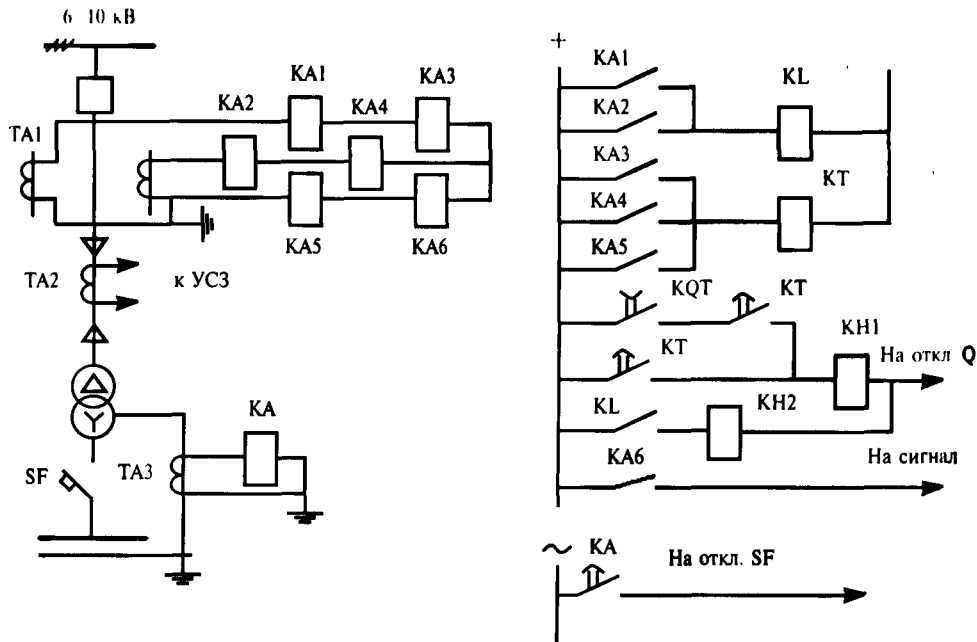 6 10 кВ
TA1
KA2
KA1
KA4
KA3
KA5
KA6
TA2
к УСЗ
SF
TA3
KA
+
KA1
KA2
KA3
KA4
KA5
KL
KT
KQT
KT
KT
KH1
На откл Q
KL
KH2
KA6
На сигнал
~
KA
На откл. SF